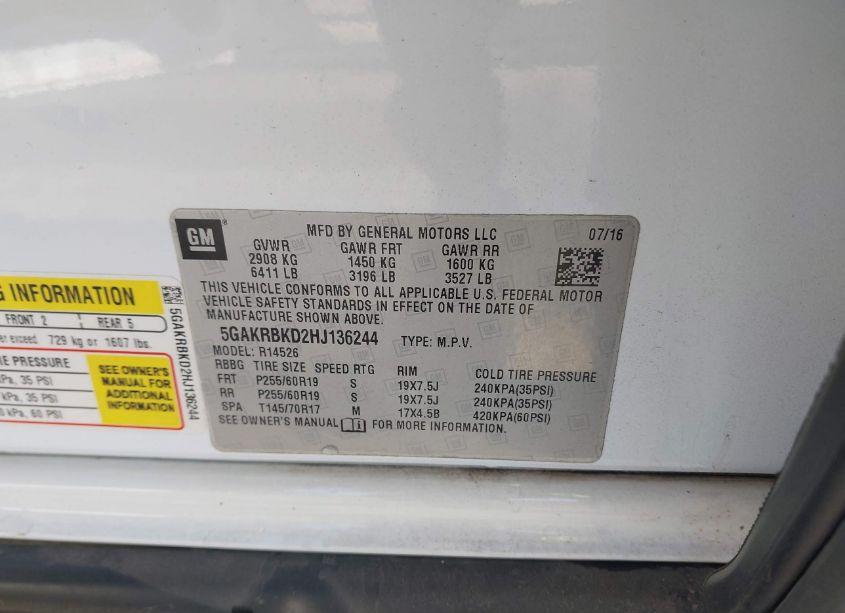 GM
MFD BY GENERAL MOTORS LLC 07/16
GVWR GAWR FRT GAWR RR
2908 KG 1450 KG 1600 KG
6411 LB 3196 LB 3527 LB
THIS VEHICLE CONFORMS TO ALL APPLICABLE U.S. FEDERAL MOTOR
VEHICLE SAFETY STANDARDS IN EFFECT ON THE DATE OF
MANUFACTURE SHOWN ABOVE.
5GAKRBKD2HJ136244 TYPE: M.P.V.
MODEL: R14526
RBBG TIRE SIZE SPEED RTG RIM COLD TIRE PRESSURE
FRT P255/60R19 S 19X7.5J 240KPA(35PSI)
RR P255/60R19 S 19X7.5J 240KPA(35PSI)
SPA T145/70R17 M 17X4.5B 420KPA(60PSI)
SEE OWNER'S MANUAL FOR MORE INFORMATION.
G INFORMATION
FRONT 2 REAR 5
er exceed 729 kg or 1607 lbs.
E PRESSURE
kPa, 35 PSI
kPa, 35 PSI
0 kPa, 60 PSI
SEE OWNER'S
MANUAL FOR
ADDITIONAL
INFORMATION
5GAKRBKD2HJ136244